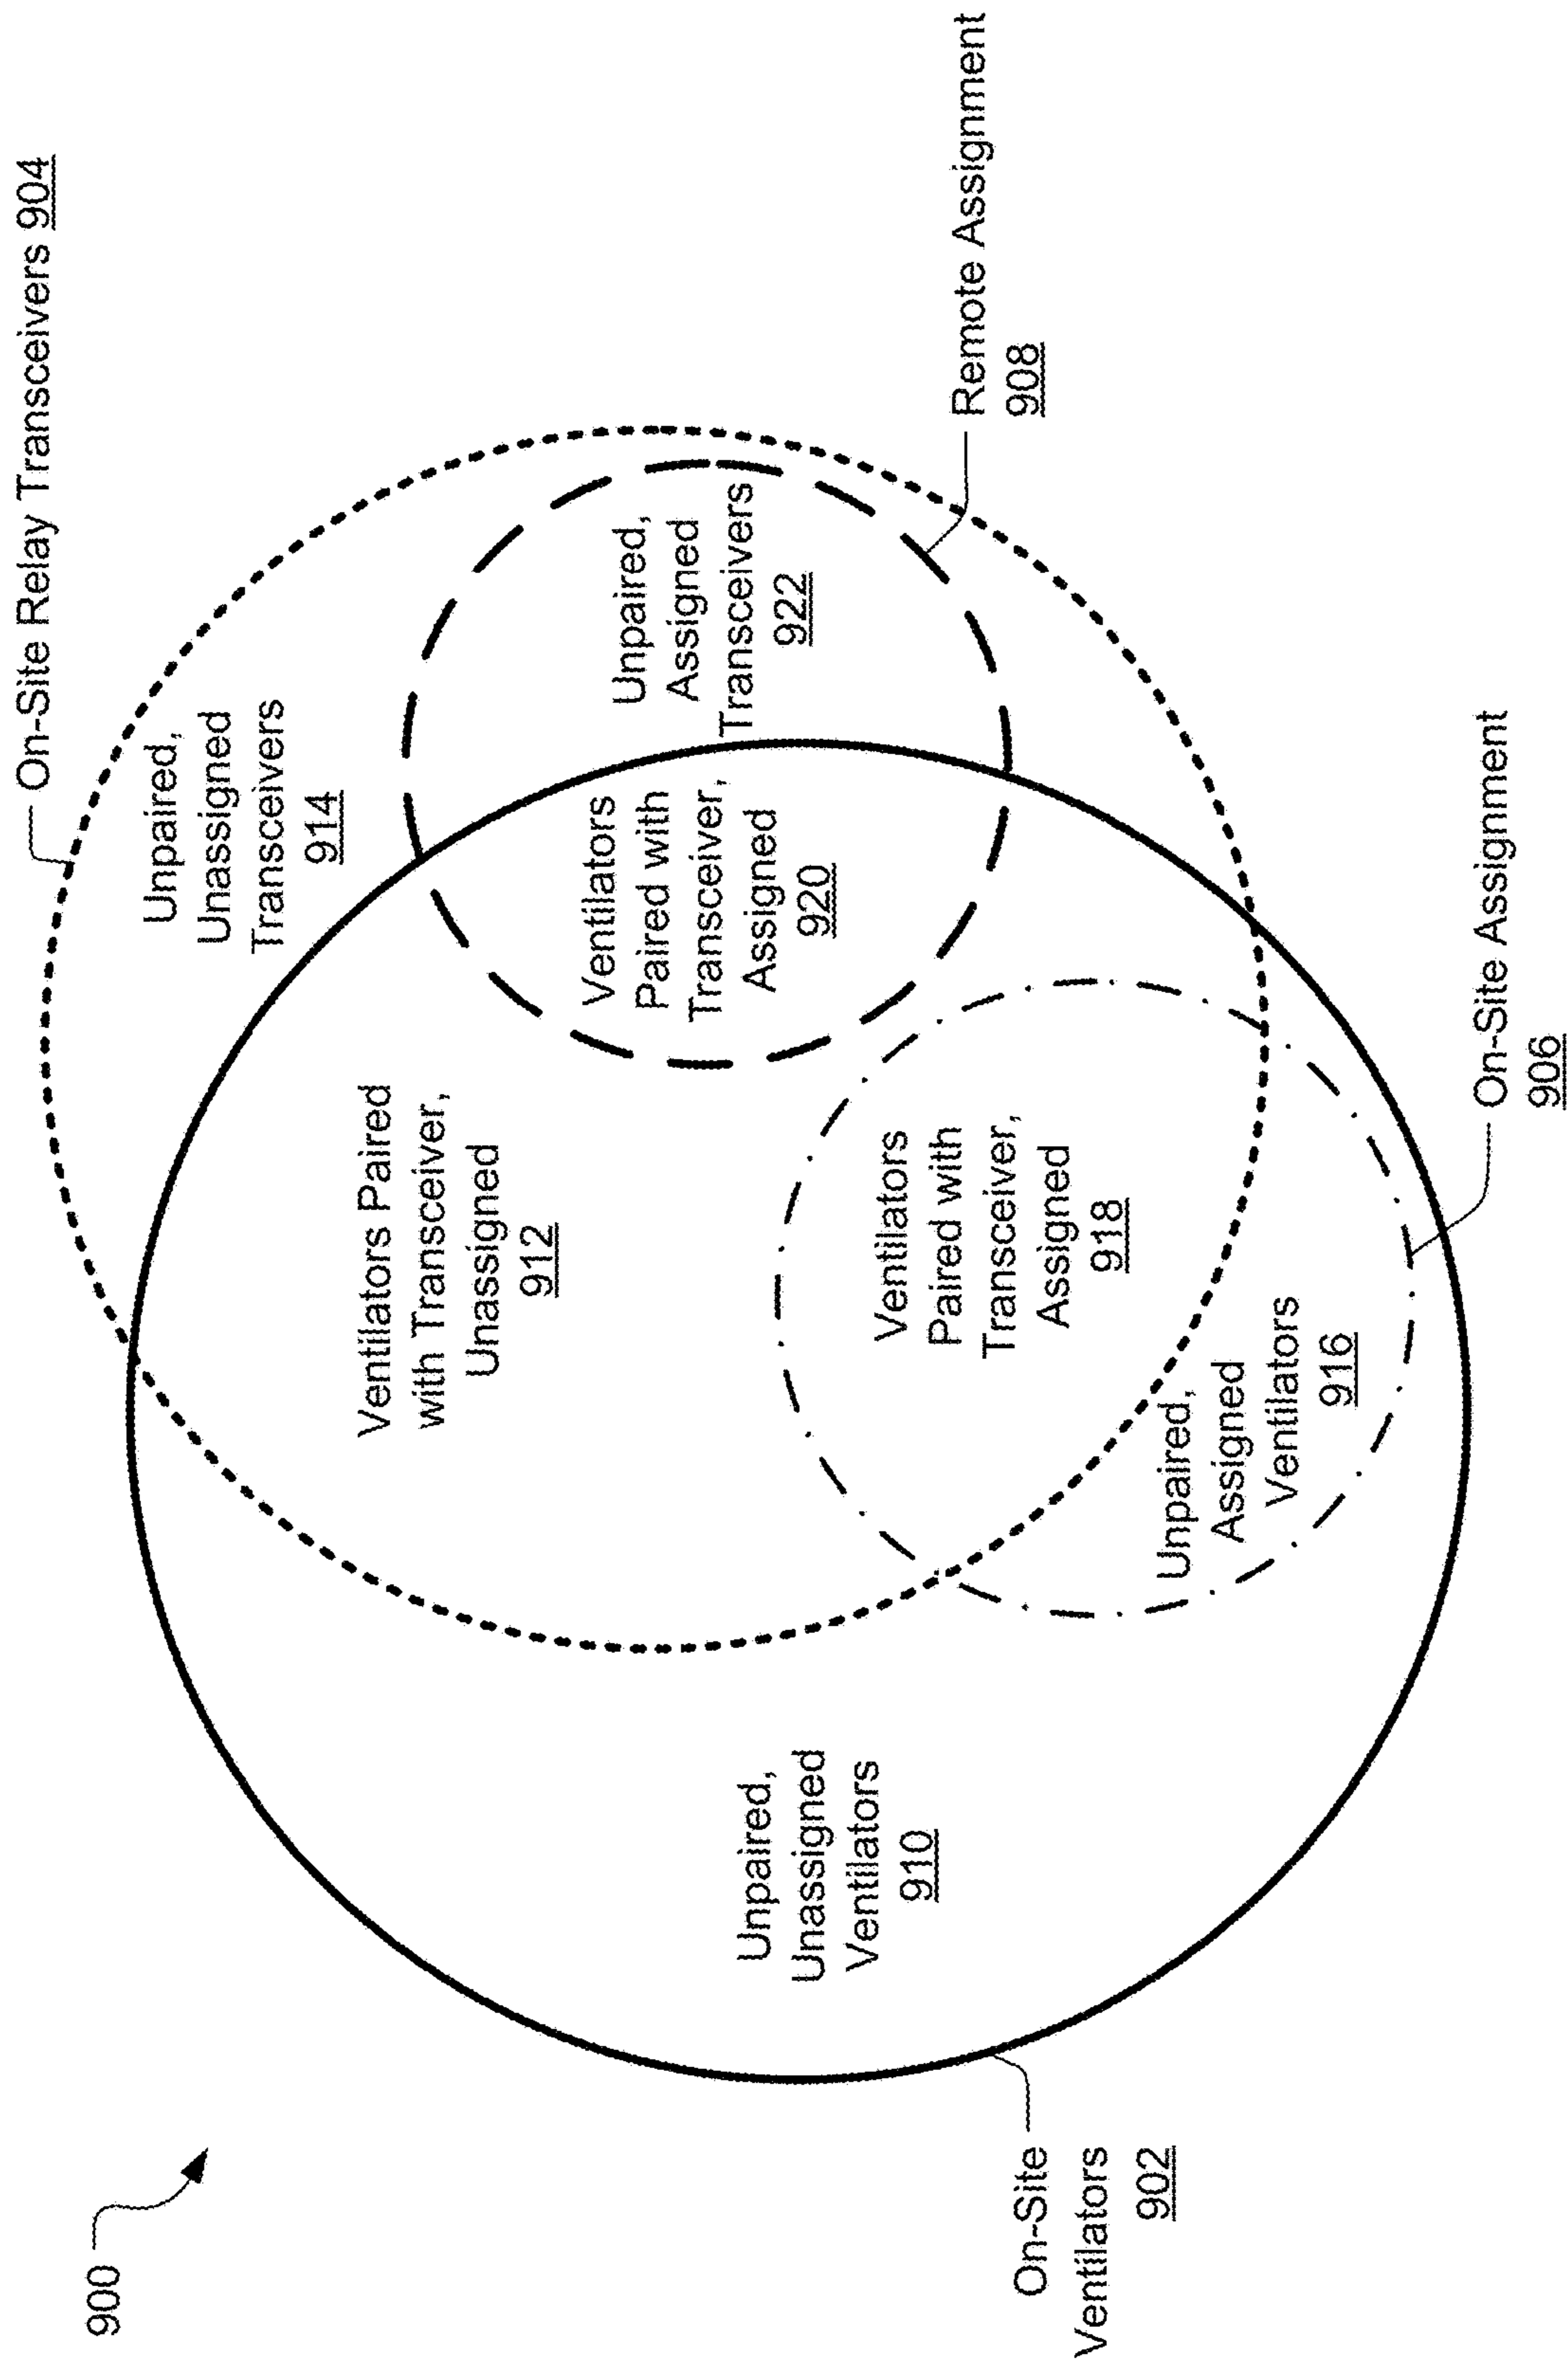 900
On-Site Relay Transceivers 904
Unpaired,
Unassigned
Transceivers
914
Ventilators Paired
with Transceiver,
Unassigned
912
Ventilators
Paired with
Transceiver,
Assigned
920
Unpaired,
Assigned
Transceivers
922
Unpaired,
Unassigned
Ventilators
910
Ventilators
Paired with
Transceiver,
Assigned
918
Remote Assignment
908
On-Site
Ventilators
902
Unpaired,
Assigned
Ventilators
916
On-Site Assignment
906